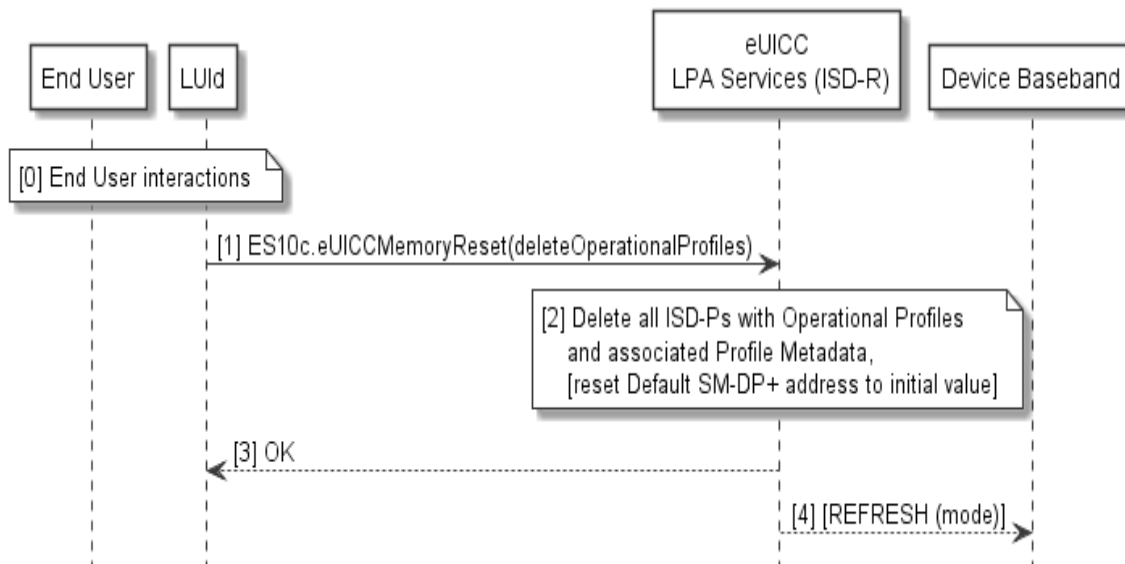 End User
LUId
eUICC
LPA Services (ISD-R)
Device Baseband
[0] End User interactions
[1] ES10c.eUICCMemoryReset(deleteOperationalProfiles)
[2] Delete all ISD-Ps with Operational Profiles
and associated Profile Metadata,
[reset Default SM-DP+ address to initial value]
[3] OK
[4] [REFRESH (mode)]